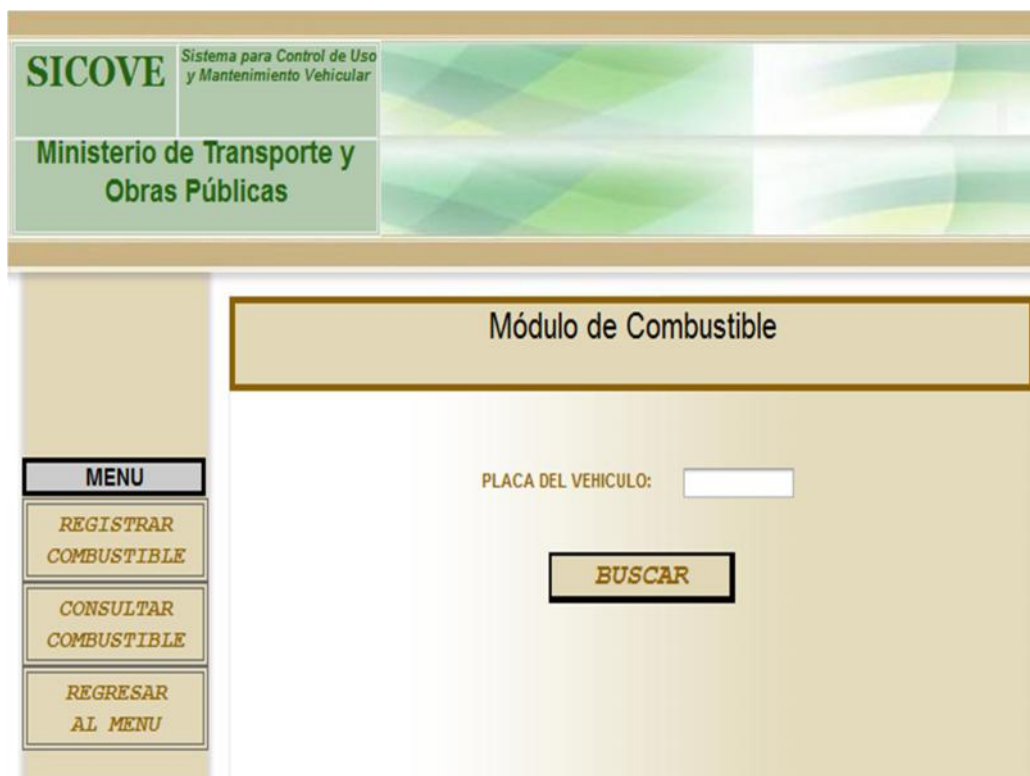 SICOVE
Sistema para Control de Uso
y Mantenimiento Vehicular
Ministerio de Transporte y
Obras Públicas
Módulo de Combustible
MENU
REGISTRAR
COMBUSTIBLE
CONSULTAR
COMBUSTIBLE
REGRESAR
AL MENU
PLACA DEL VEHICULO:
BUSCAR